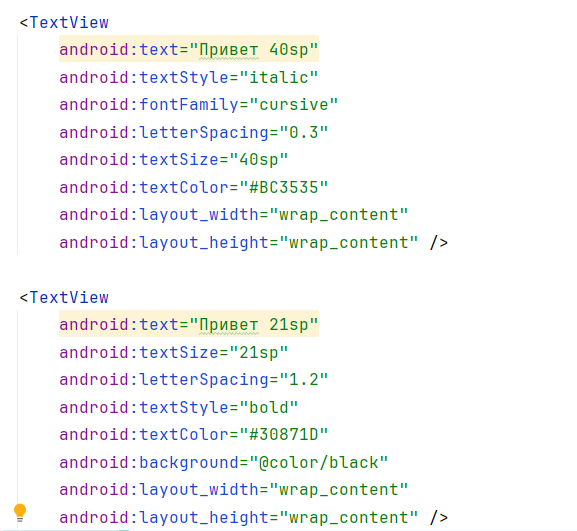 <TextView
android:text="Привет 40sp"
android:textStyle="italic"
android:fontFamily="cursive"
android:letterSpacing="0.3"
android:textSize="40sp"
android:textColor="#BC3535"
android:layout_width="wrap_content"
android:layout_height="wrap_content" />
<TextView
android:text="Привет 21sp"
android:textSize="21sp"
android:letterSpacing="1.2"
android:textStyle="bold"
android:textColor="#30871D"
android:background="@color/black"
android:layout_width="wrap_content"
android:layout_height="wrap_content" />